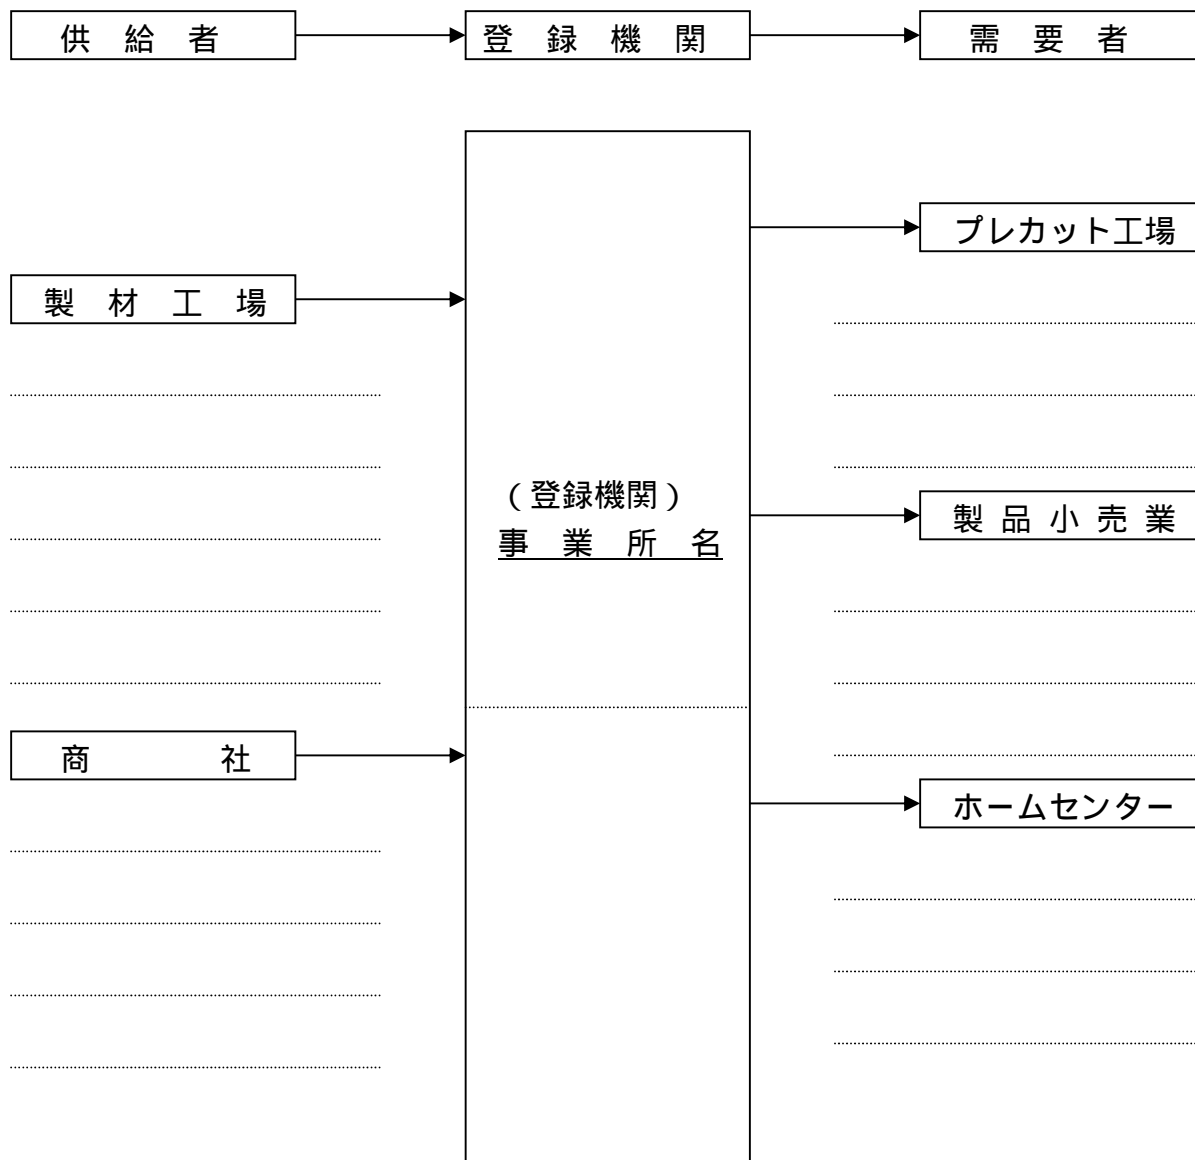 供給者
登録機関
需要者
プレカット工場
製材工場
（登録機関）
事業所名
製品小売業
商社
ホームセンター